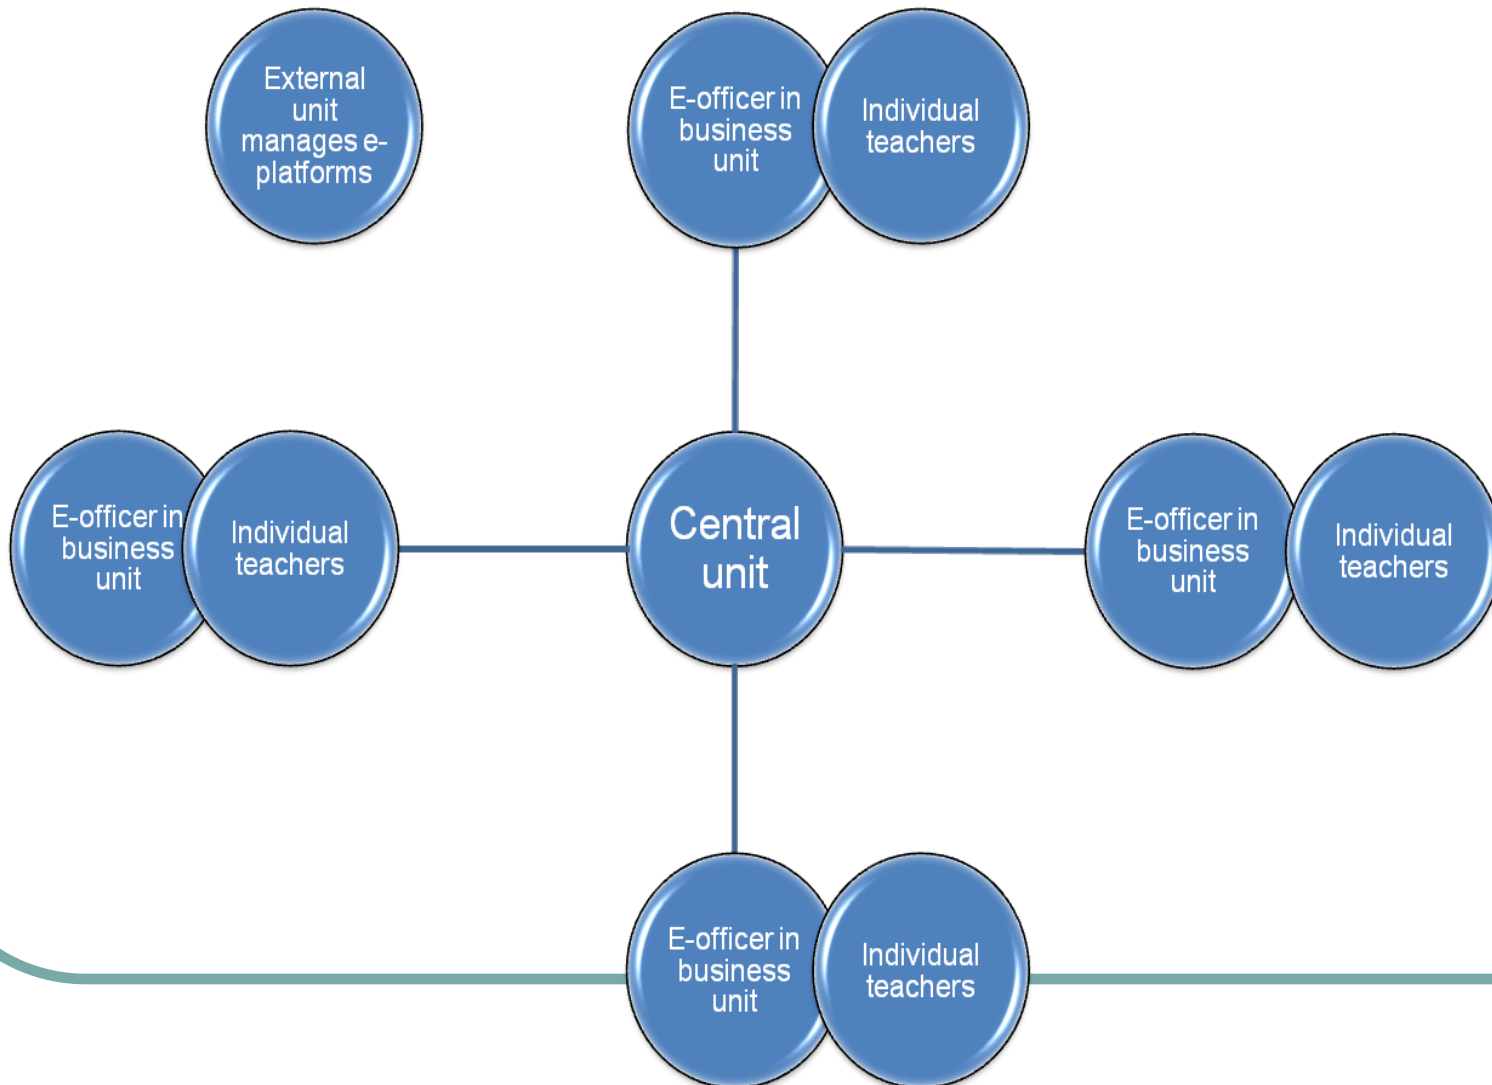 External
unit
manages e-
platforms
E-officer in
business
unit
Individual
teachers
E-officer in
business
unit
Individual
teachers
Central
unit
E-officer in
business
unit
Individual
teachers
E-officer in
business
unit
Individual
teachers